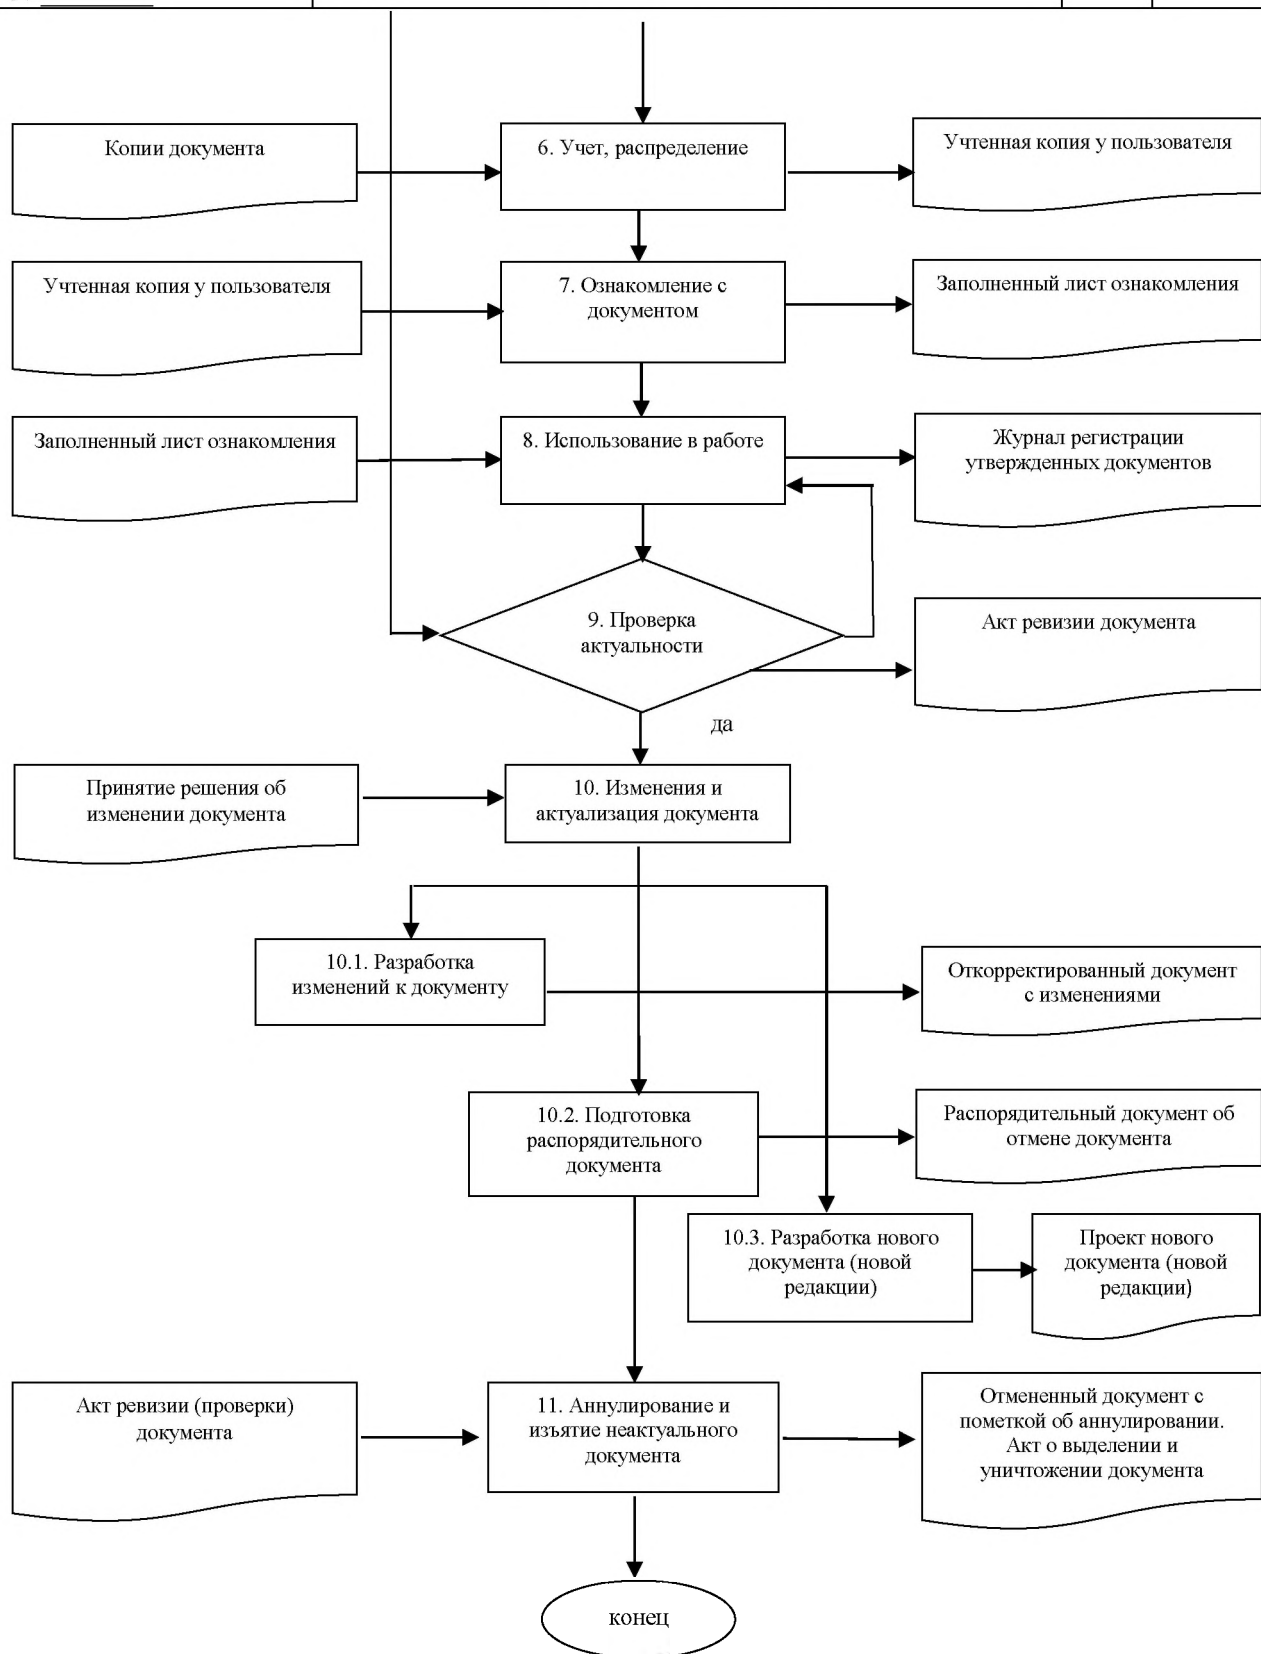 Копии документа
6. Учет, распределение
Учтенная копия у пользователя
Учтенная копия у пользователя
7. Ознакомление с
документом
Заполненный лист ознакомления
Заполненный лист ознакомления
8. Использование в работе
Журнал регистрации
утвержденных документов
9. Проверка
актуальности
Акт ревизии документа
да
Принятие решения об
изменении документа
10. Изменения и
актуализация документа
10.1. Разработка
изменений к документу
Откорректированный документ
с изменениями
10.2. Подготовка
распорядительного
документа
Распорядительный документ об
отмене документа
10.3. Разработка нового
документа (новой
редакции)
Проект нового
документа (новой
редакции)
Акт ревизии (проверки)
документа
11. Аннулирование и
изъятие неактуального
документа
Отмененный документ с
пометкой об аннулировании.
Акт о выделении и
уничтожении документа
конец